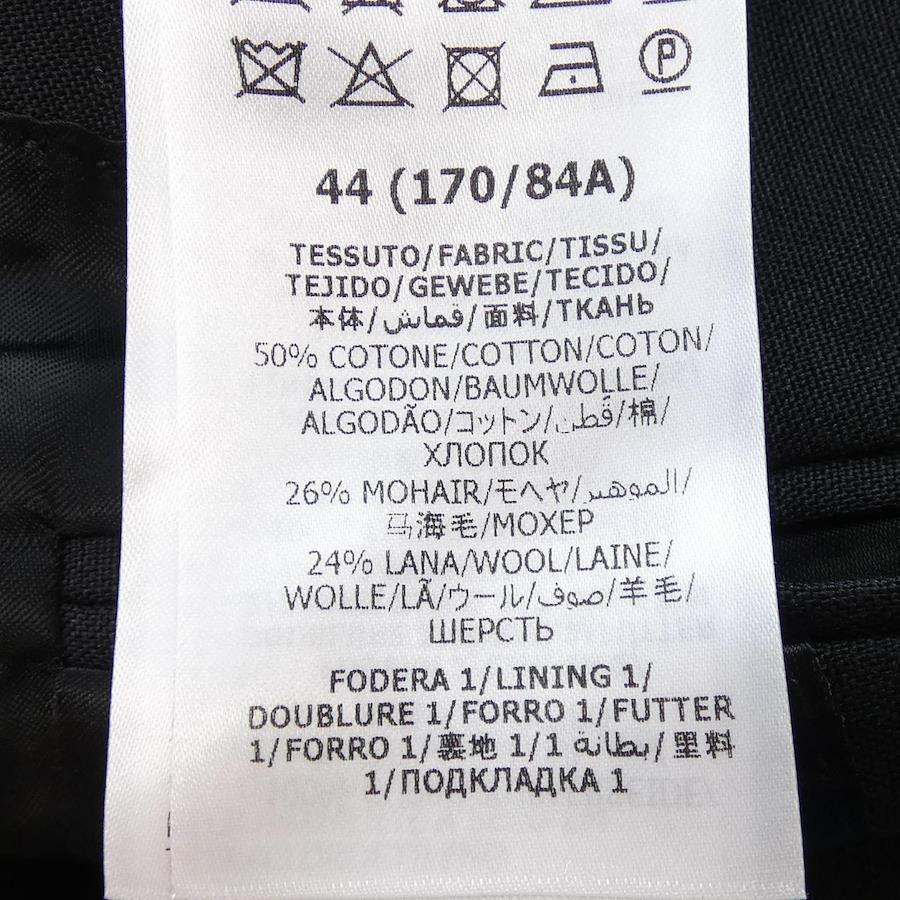 P
44 (170/84A)
TESSUTO/FABRIC/TISSU/
TEJIDO/GEWEBE/TECIDO/
本体/قماش/面料/ТКАНЬ
50% COTONE/COTTON/COTON/
ALGODON/BAUMWOLLE/
ALGODÃO/コットン/قطن/棉/
ХЛОПОК
26% MOHAIR/モヘヤ/الموهير/
马海毛/МОХЕР
24% LANA/WOOL/LAINE/
WOLLE/LÃ/ウール/صوف/羊毛/
ШЕРСТЬ
FODERA 1/LINING 1/
DOUBLURE 1/FORRO 1/FUTTER
1/FORRO 1/裏地 1/1 بطانة/里料
1/ПОДКЛАДКА 1